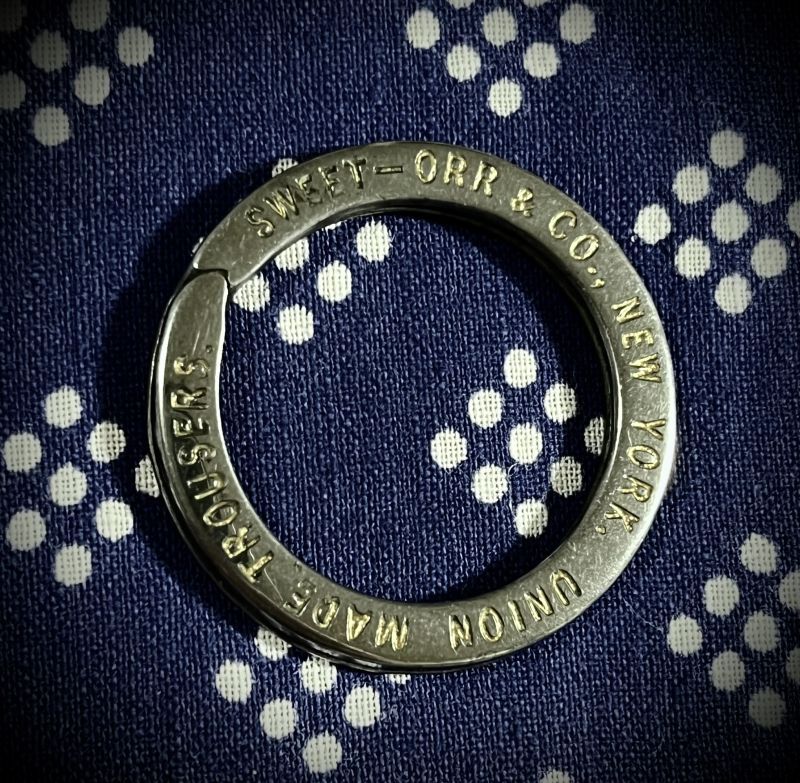 SWEET-ORR & CO., NEW YORK, UNION MADE TROUSERS.